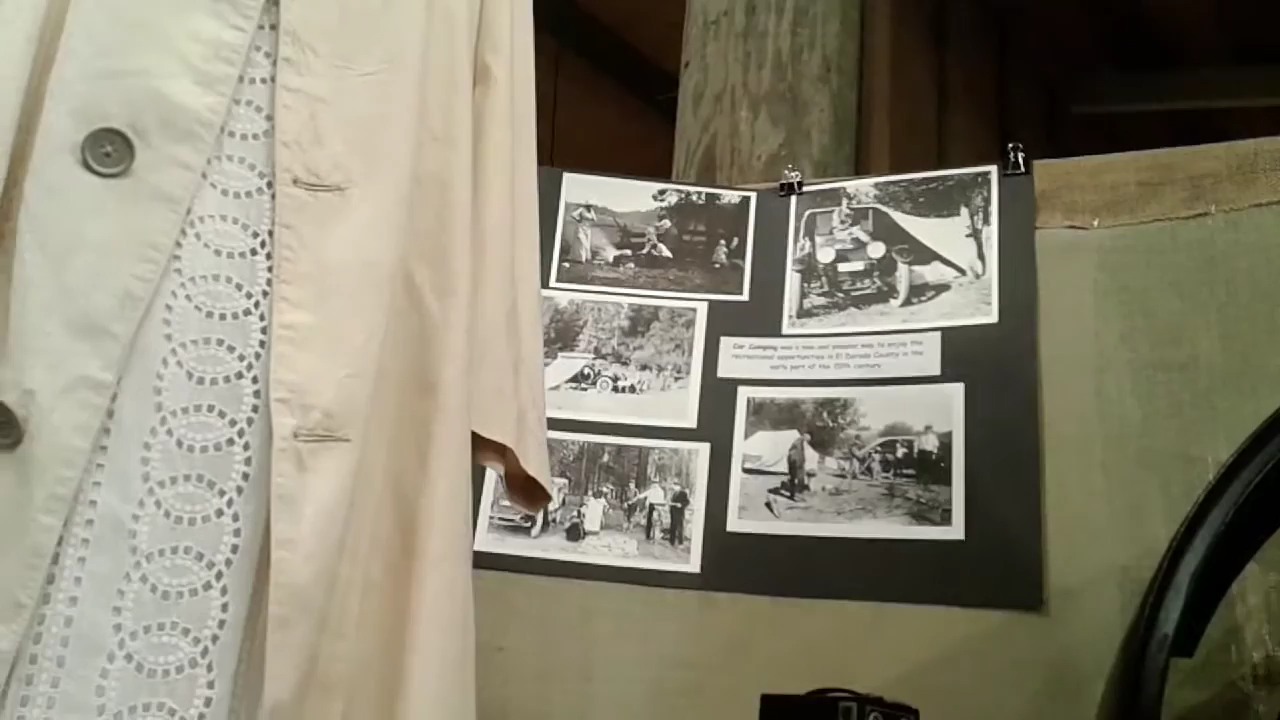 Car Camping was a new and pleasant way to enjoy the
recreational opportunities in El Dorado County in the
early part of the 20th century